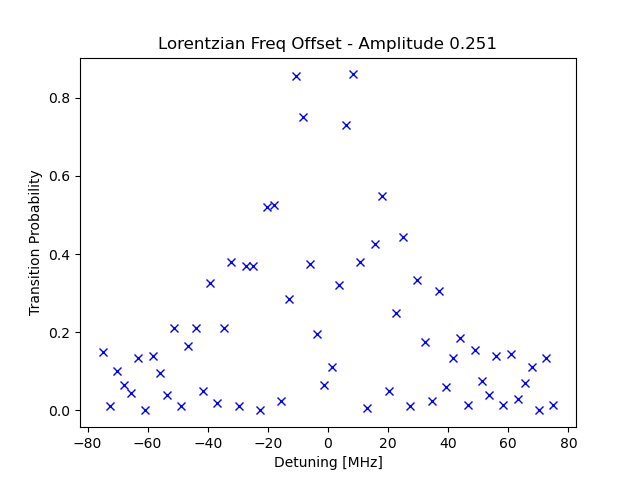 Lorentzian Freq Offset - Amplitude 0.251
Transition Probability
0.8
0.6
0.4
0.2
0.0
−80 −60 −40 −20 0 20 40 60 80
Detuning [MHz]